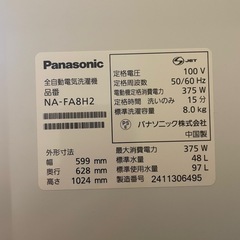 Panasonic
全自動電気洗濯機
品番
NA-FA8H2
外形寸法
幅 599 mm
奥行 628 mm
高さ 1024 mm
JET
定格電圧 100 V
定格周波数 50/60 Hz
電動機定格消費電力 375 W
定格時間 洗いのみ 15 分
標準洗濯容量 8.0 kg
パナソニック株式会社
中国製
最大消費電力 375 W
標準水量 48 L
標準使用水量 97 L
製造番号 2411306495